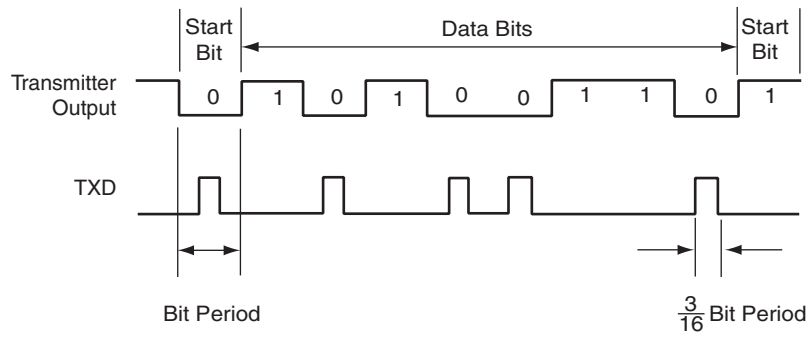 Start Bit
Data Bits
Start Bit
Transmitter Output
0 1 0 1 0 0 1 1 0 1
TXD
Bit Period
3/16 Bit Period